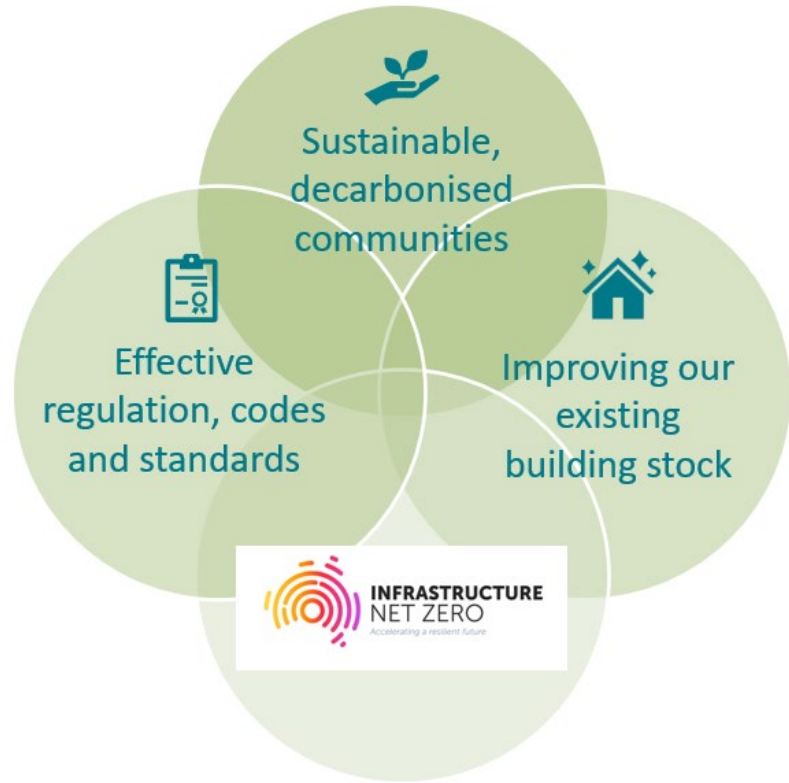 Sustainable,
decarbonised
communities
Effective
regulation, codes
and standards
Improving our
existing
building stock
INFRASTRUCTURE
NET ZERO
Accelerating a resilient future